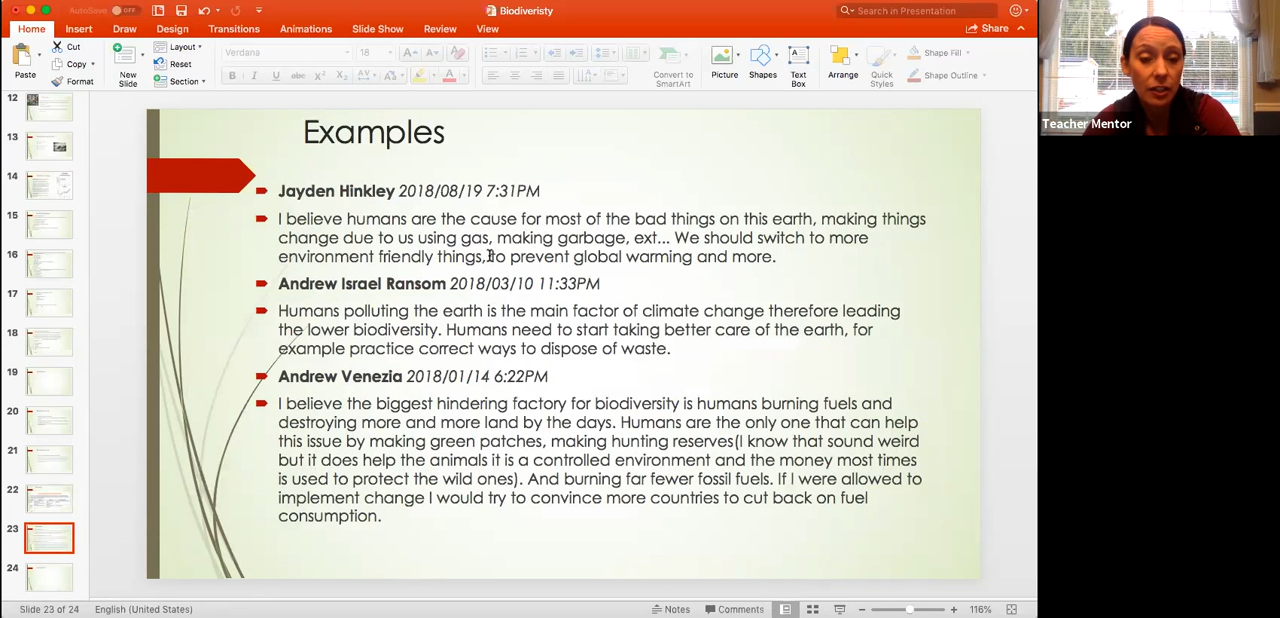 AutoSave OFF
Biodiveristy
Search in Presentation
Home Insert Draw Design Transitions Animations Slide Show Review View Share
Paste
Cut
Copy
Format
New
Slide
Layout
Reset
Section
Verdana
B I U abc X² X₂
Convert to
SmartArt
Picture
Shapes
Text
Box
Arrange
Quick
Styles
Shape Fill
Shape Outline
12
13
14
15
16
17
18
19
20
21
22
23
24
Examples
Jayden Hinkley 2018/08/19 7:31PM
I believe humans are the cause for most of the bad things on this earth, making things
change due to us using gas, making garbage, ext... We should switch to more
environment friendly things, to prevent global warming and more.
Andrew Israel Ransom 2018/03/10 11:33PM
Humans polluting the earth is the main factor of climate change therefore leading
the lower biodiversity. Humans need to start taking better care of the earth, for
example practice correct ways to dispose of waste.
Andrew Venezia 2018/01/14 6:22PM
I believe the biggest hindering factory for biodiversity is humans burning fuels and
destroying more and more land by the days. Humans are the only one that can help
this issue by making green patches, making hunting reserves(I know that sound weird
but it does help the animals it is a controlled environment and the money most times
is used to protect the wild ones). And burning far fewer fossil fuels. If I were allowed to
implement change I would try to convince more countries to cut back on fuel
consumption.
Teacher Mentor
Slide 23 of 24
English (United States)
Notes
Comments
116%